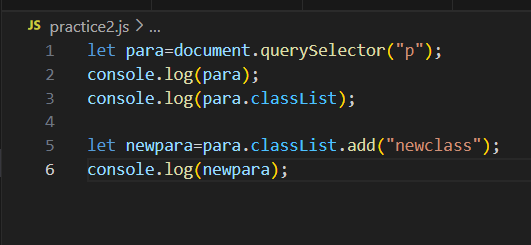 JS practice2.js > ...
1 let para=document.querySelector("p");
2 console.log(para);
3 console.log(para.classList);
4
5 let newpara=para.classList.add("newclass");
6 console.log(newpara);